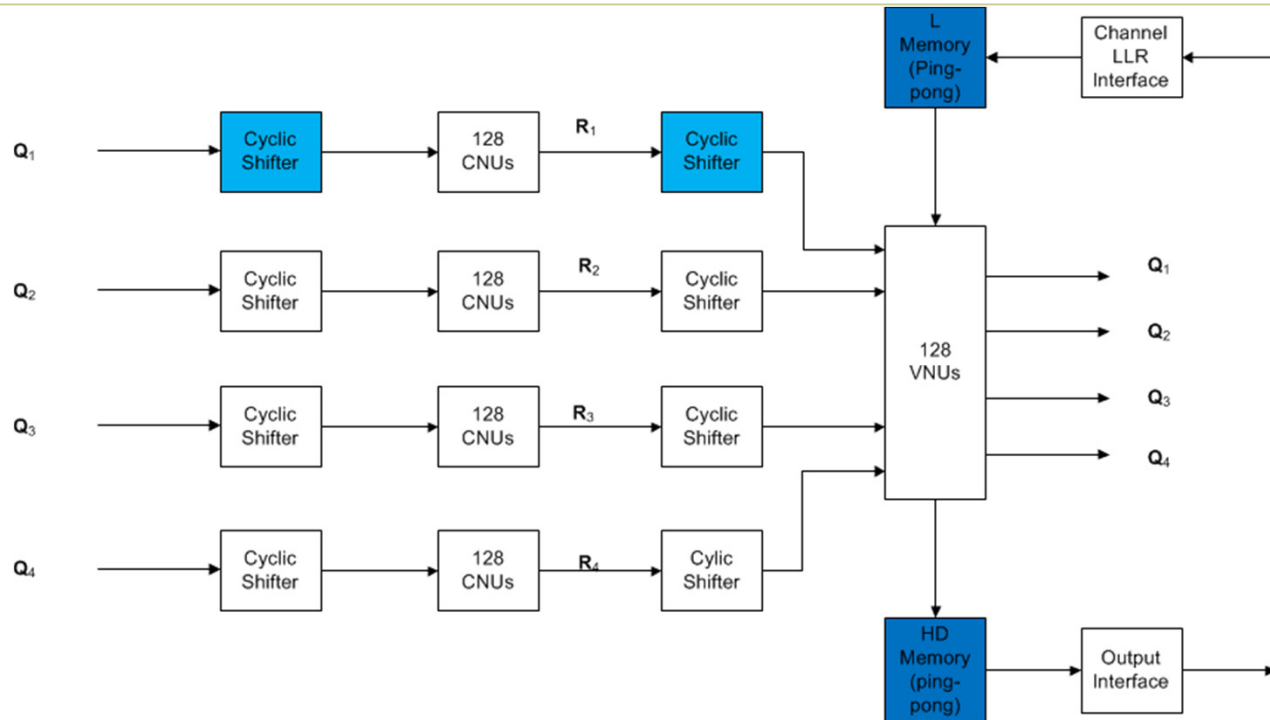 L
Memory
(Ping-
pong)
Channel
LLR
Interface
Q1
Cyclic
Shifter
128
CNUs
R1
Cyclic
Shifter
Q2
Cyclic
Shifter
128
CNUs
R2
Cyclic
Shifter
Q3
Cyclic
Shifter
128
CNUs
R3
Cyclic
Shifter
Q4
Cyclic
Shifter
128
CNUs
R4
Cylic
Shifter
128
VNUs
Q1
Q2
Q3
Q4
HD
Memory
(ping-
pong)
Output
Interface